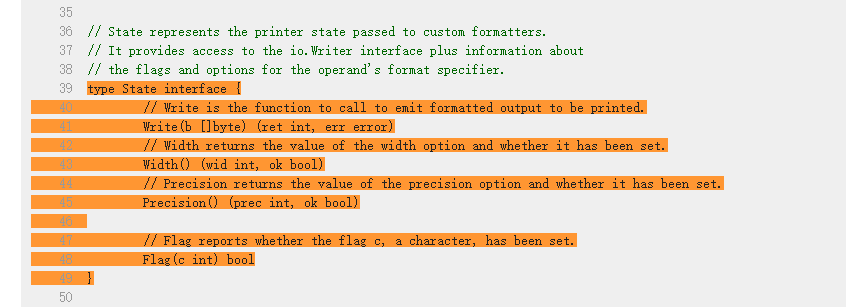 35
36 // State represents the printer state passed to custom formatters.
37 // It provides access to the io.Writer interface plus information about
38 // the flags and options for the operand's format specifier.
39 type State interface {
40         // Write is the function to call to emit formatted output to be printed.
41         Write(b []byte) (ret int, err error)
42         // Width returns the value of the width option and whether it has been set.
43         Width() (wid int, ok bool)
44         // Precision returns the value of the precision option and whether it has been set.
45         Precision() (prec int, ok bool)
46
47         // Flag reports whether the flag c, a character, has been set.
48         Flag(c int) bool
49 }
50